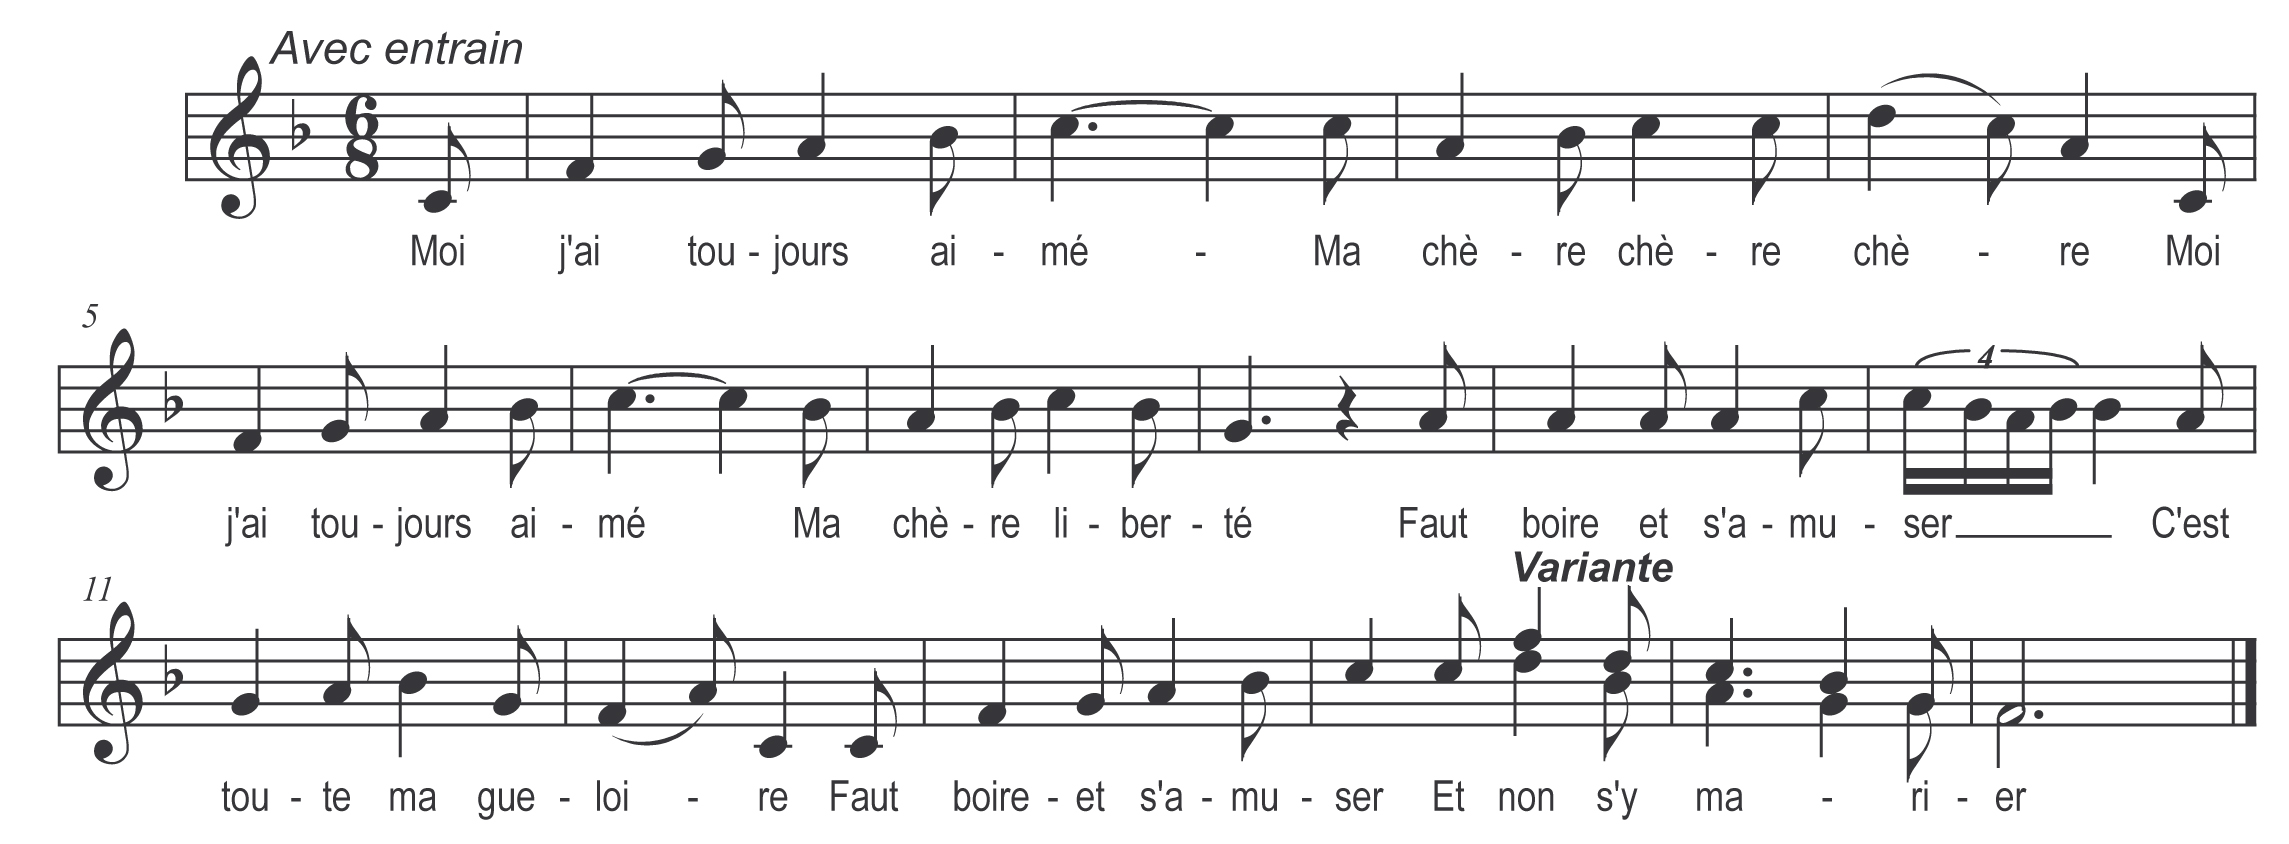 Avec entrain
6
8
Moi j'ai tou - jours ai - mé - Ma chè - re chè - re chè - re Moi
5
4
j'ai tou - jours ai - mé Ma chè - re li - ber - té Faut boire et s'a - mu - ser C'est
Variante
11
tou - te ma gue - loi - re Faut boire - et s'a - mu - ser Et non s'y ma - ri - er